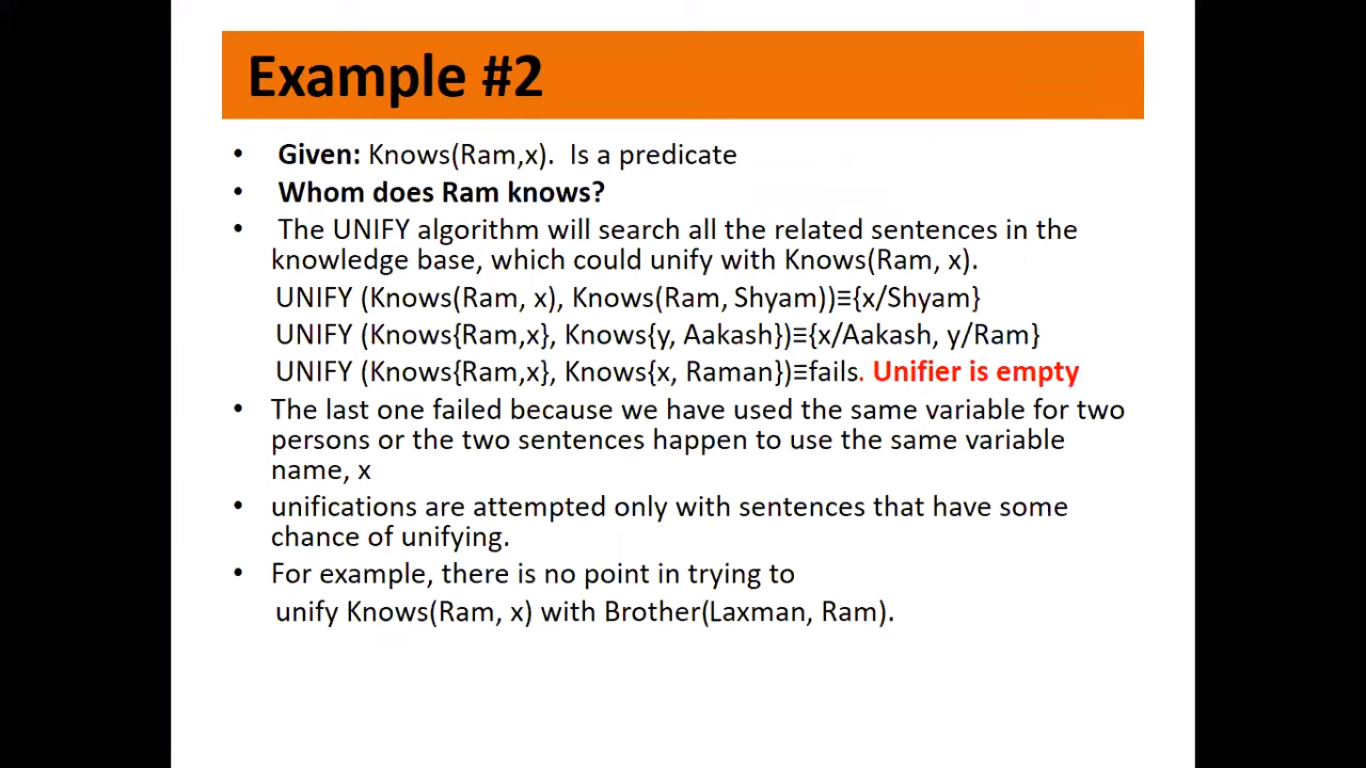 Example #2
• Given: Knows(Ram,x). Is a predicate
• Whom does Ram knows?
• The UNIFY algorithm will search all the related sentences in the
knowledge base, which could unify with Knows(Ram, x).
UNIFY (Knows(Ram, x), Knows(Ram, Shyam))≡{x/Shyam}
UNIFY (Knows{Ram,x}, Knows{y, Aakash})≡{x/Aakash, y/Ram}
UNIFY (Knows{Ram,x}, Knows{x, Raman})≡fails. Unifier is empty
• The last one failed because we have used the same variable for two
persons or the two sentences happen to use the same variable
name, x
• unifications are attempted only with sentences that have some
chance of unifying.
• For example, there is no point in trying to
unify Knows(Ram, x) with Brother(Laxman, Ram).